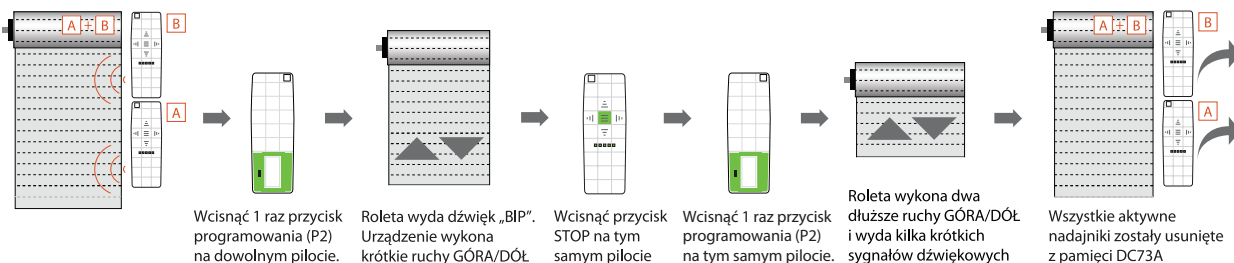 A + B
B
A
A + B
B
A
Wcisnąć 1 raz przycisk
programowania (P2)
na dowolnym pilocie.
Roleta wyda dźwięk „BIP”.
Urządzenie wykona
krótkie ruchy GÓRA/DÓŁ
Wcisnąć przycisk
STOP na tym
samym pilocie
Wcisnąć 1 raz przycisk
programowania (P2)
na tym samym pilocie.
Roleta wykona dwa
dłuższe ruchy GÓRA/DÓŁ
i wyda kilka krótkich
sygnałów dźwiękowych
Wszystkie aktywne
nadajniki zostały usunięte
z pamięci DC73A